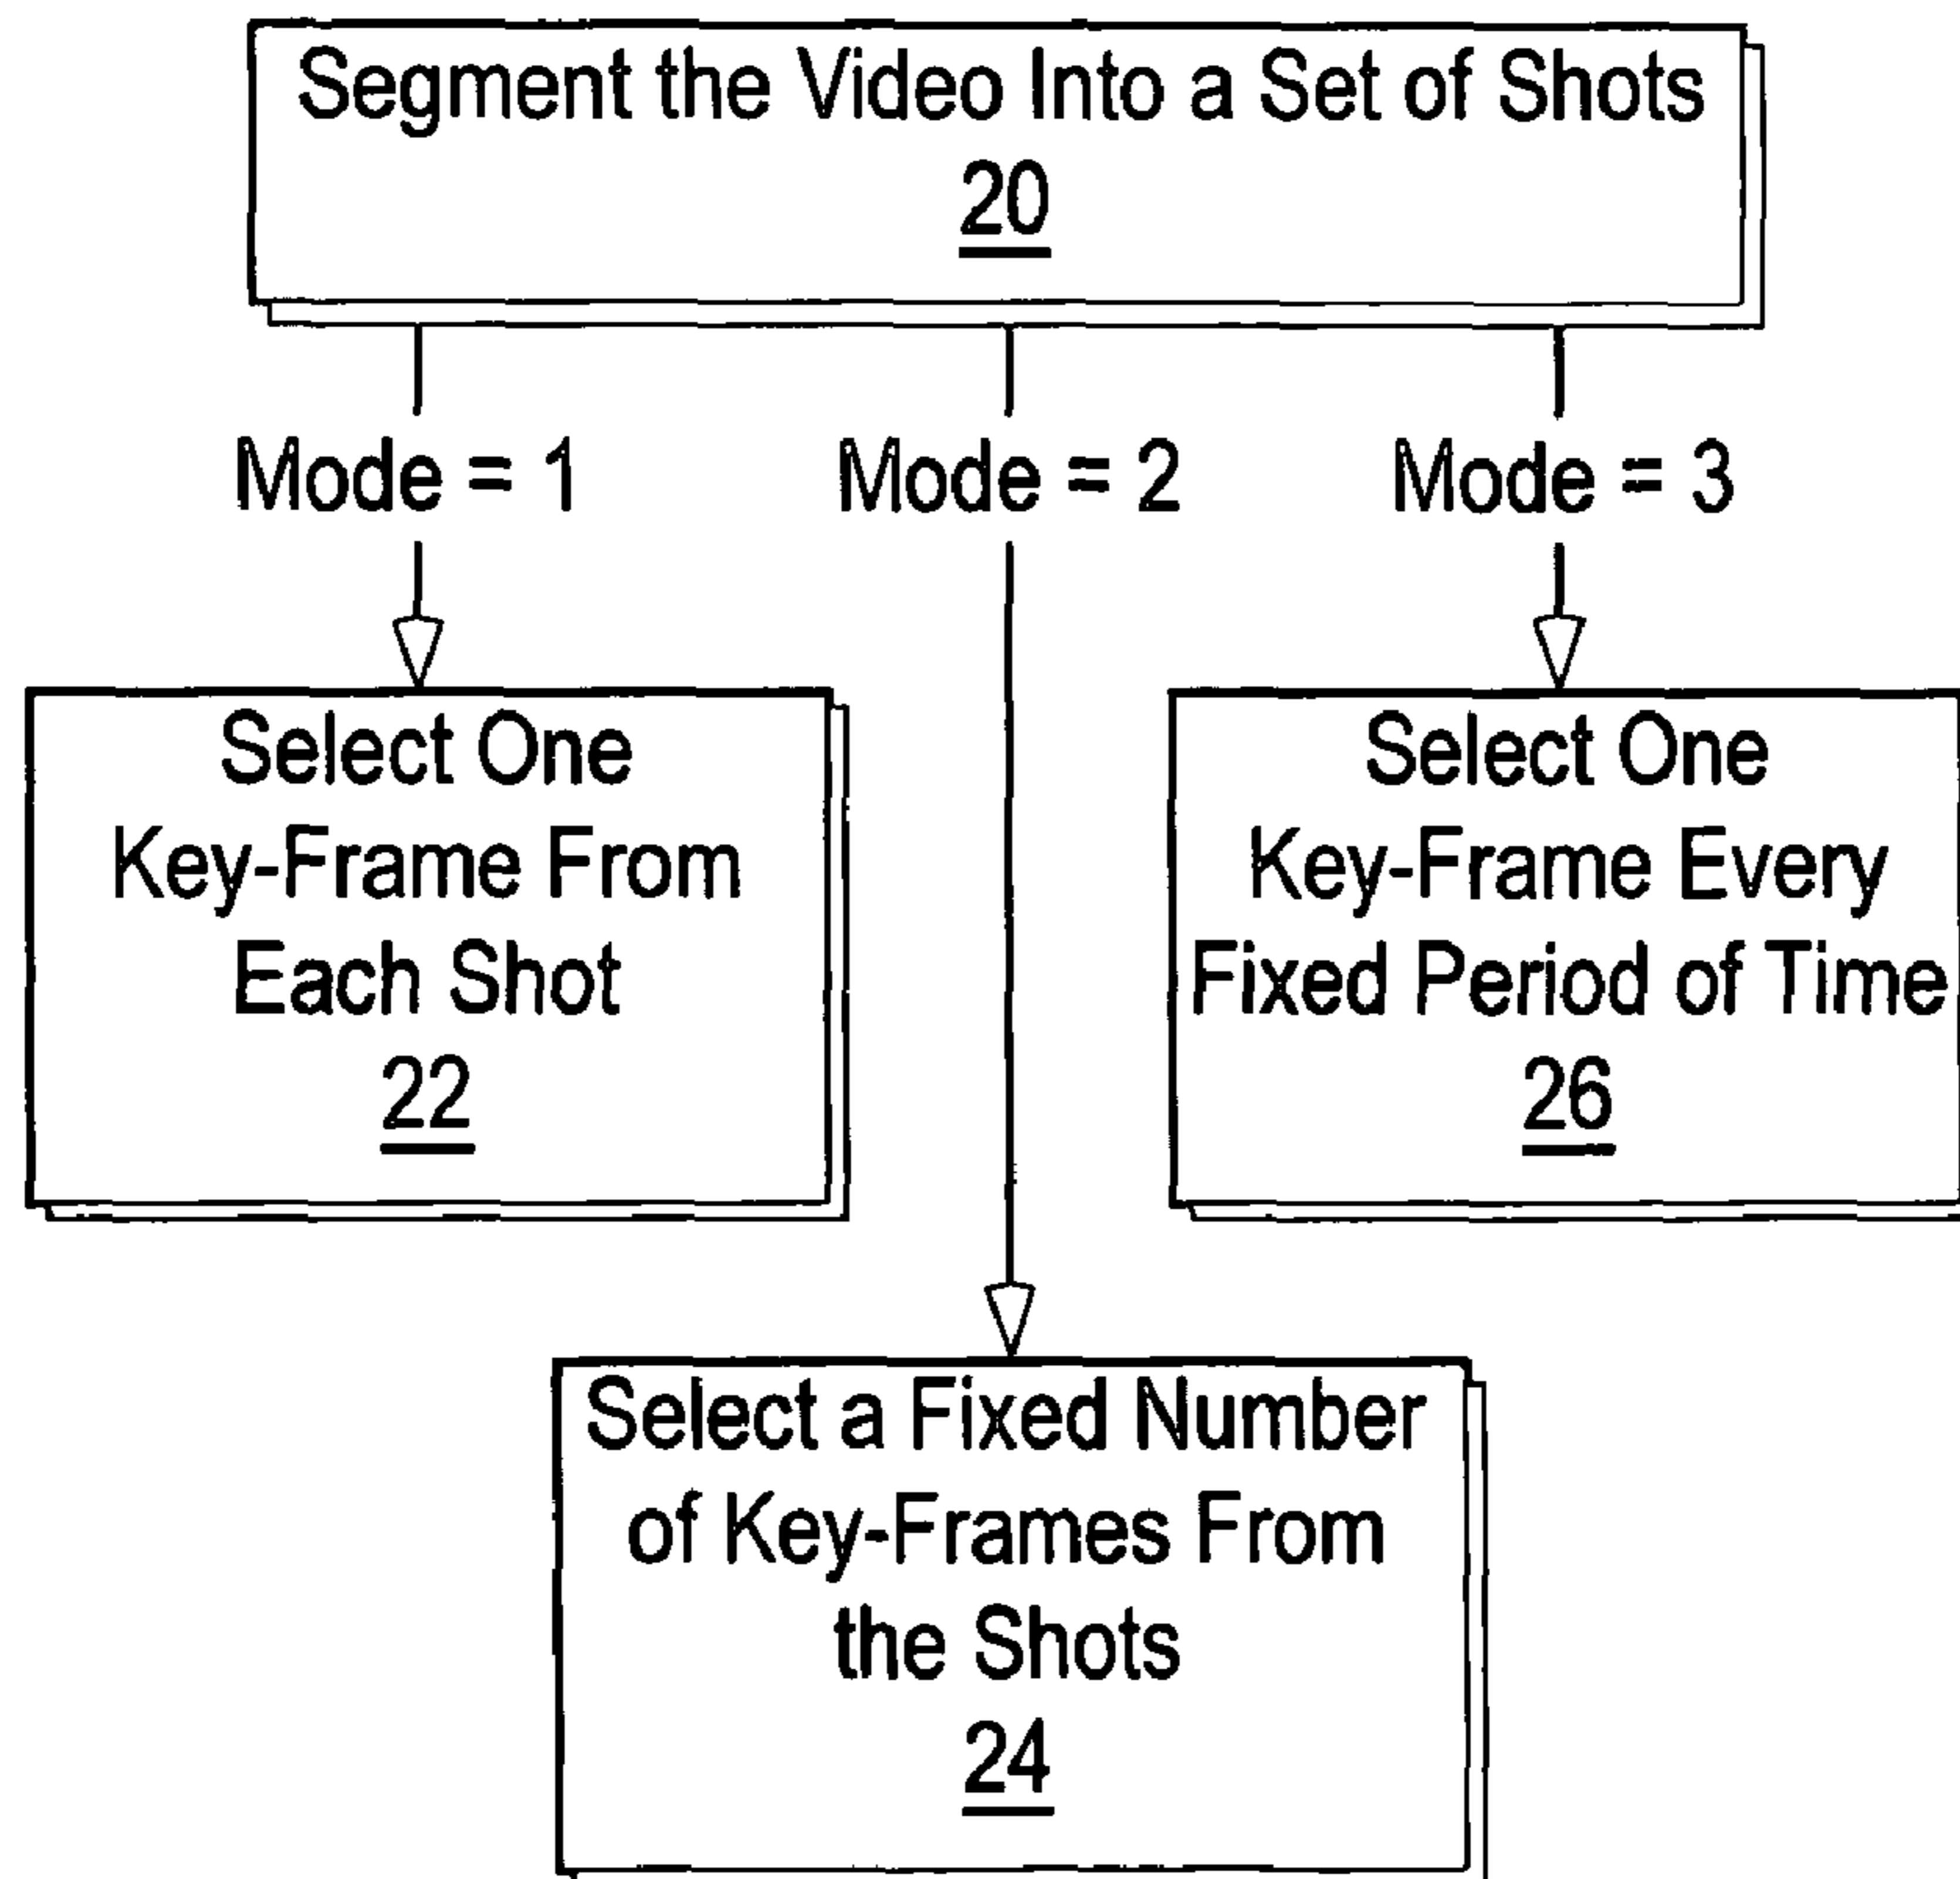 Segment the Video Into a Set of Shots
20
Mode = 1
Mode = 2
Mode = 3
Select One
Key-Frame From
Each Shot
22
Select One
Key-Frame Every
Fixed Period of Time
26
Select a Fixed Number
of Key-Frames From
the Shots
24